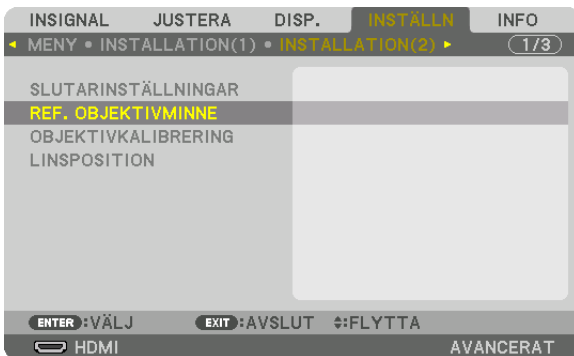 INSIGNAL JUSTERA DISP. INSTÄLLN INFO
MENY • INSTALLATION(1) • INSTALLATION(2) 1/3
SLUTARINSTÄLLNINGAR
REF. OBJEKTIVMINNE
OBJEKTIVKALIBRERING
LINSPOSITION
ENTER :VÄLJ EXIT :AVSLUT :FLYTTA
HDMI AVANCERAT